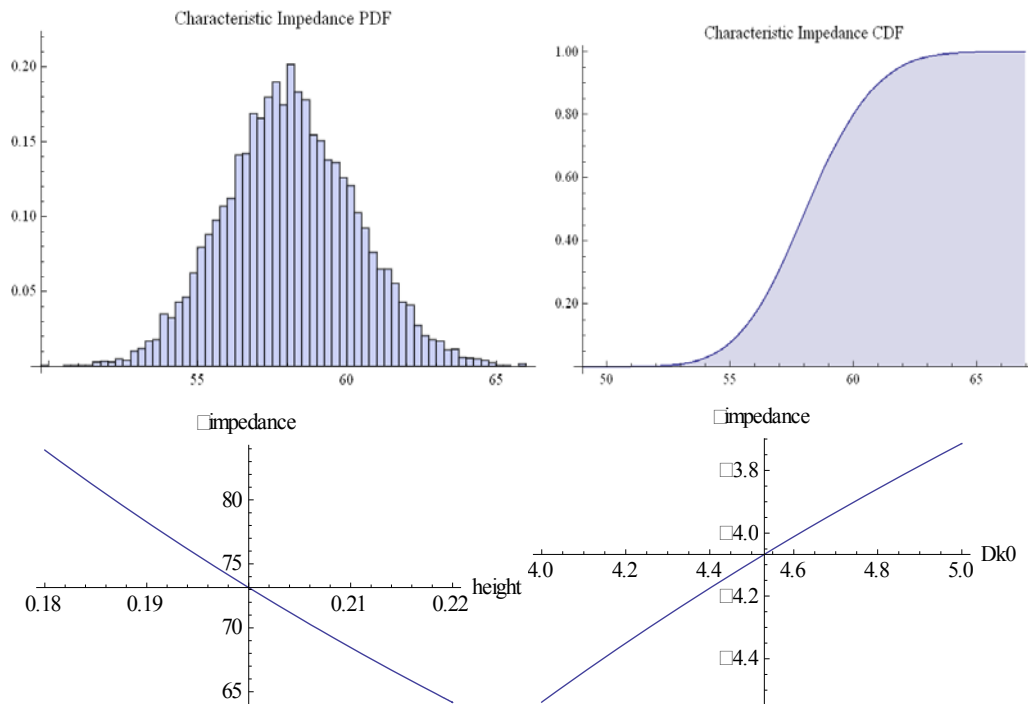 Characteristic Impedance PDF
0.20
0.15
0.10
0.05
55 60 65
Characteristic Impedance CDF
1.00
0.80
0.60
0.40
0.20
50 55 60 65
□impedance
80
75
70
65
0.18 0.19 0.21 0.22 height
□impedance
□3.8
□4.0
□4.2
□4.4
4.0 4.2 4.4 4.6 4.8 5.0 Dk0